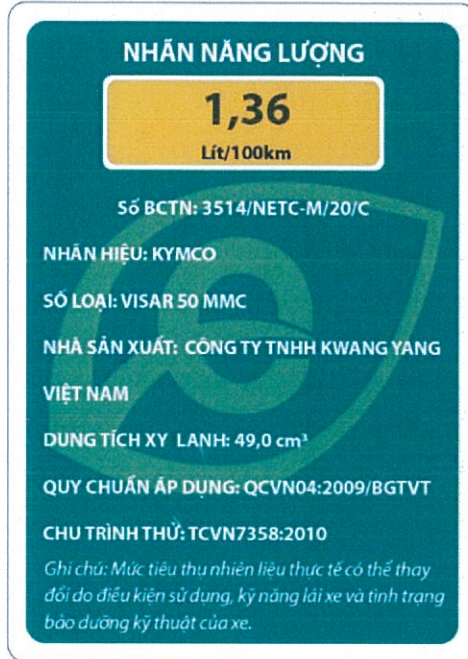 NHÃN NĂNG LƯỢNG
1,36
Lít/100km
Số BCTN: 3514/NETC-M/20/C
NHÃN HIỆU: KYMCO
SỐ LOẠI: VISAR 50 MMC
NHÀ SẢN XUẤT: CÔNG TY TNHH KWANG YANG
VIỆT NAM
DUNG TÍCH XY LANH: 49,0 cm³
QUY CHUẨN ÁP DỤNG: QCVN04:2009/BGTVT
CHU TRÌNH THỬ: TCVN7358:2010
Ghi chú: Mức tiêu thụ nhiên liệu thực tế có thể thay
đổi do điều kiện sử dụng, kỹ năng lái xe và tình trạng
bảo dưỡng kỹ thuật của xe.